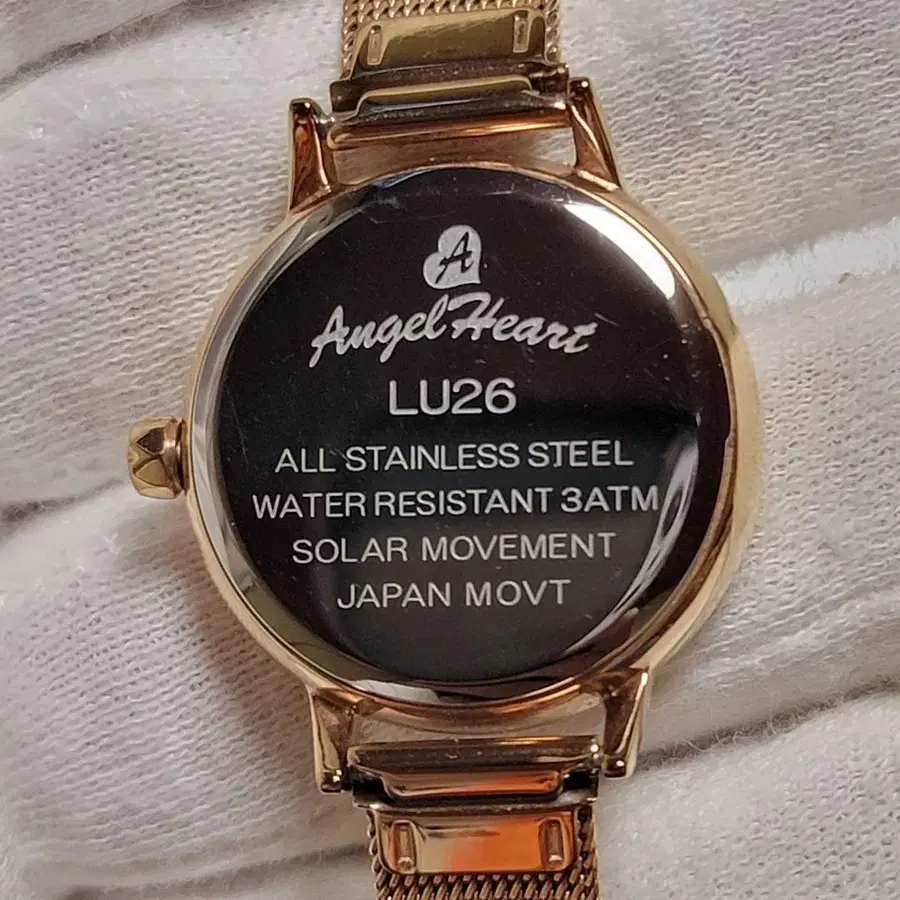 A
Angel Heart
LU26
ALL STAINLESS STEEL
WATER RESISTANT 3ATM
SOLAR MOVEMENT
JAPAN MOVT